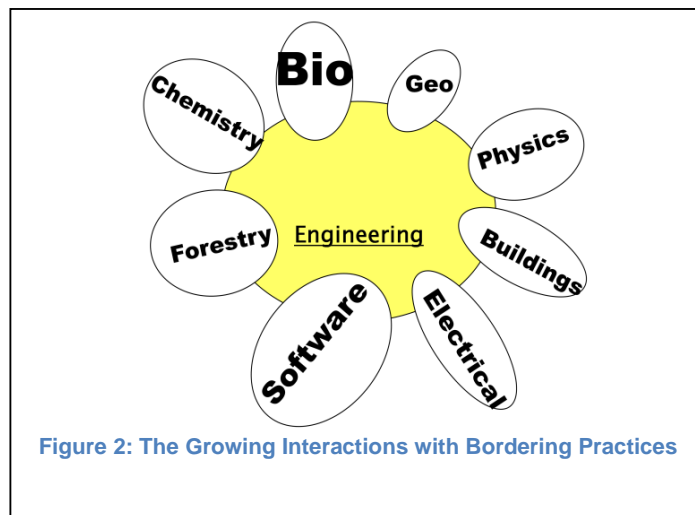 Bio
Geo
Chemistry
Physics
Forestry
Engineering
Buildings
Software
Electrical
Figure 2: The Growing Interactions with Bordering Practices